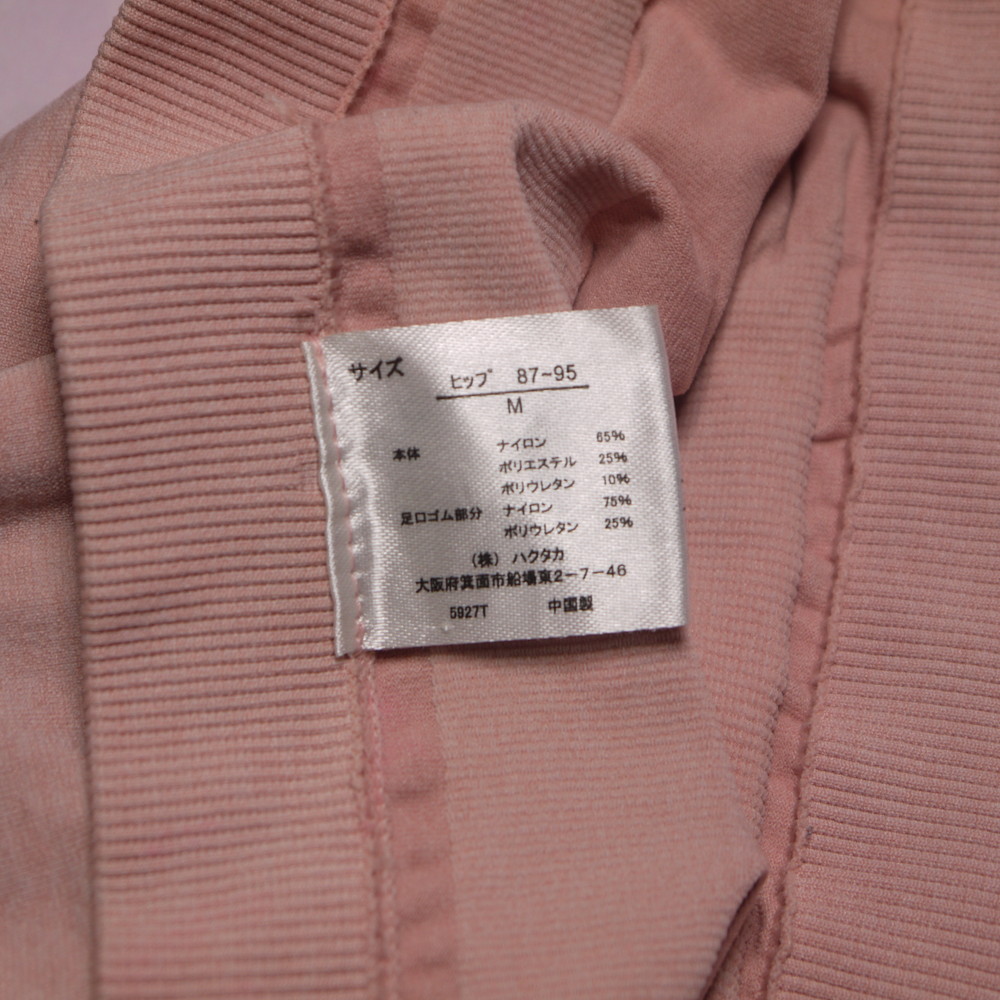 サイズ ヒップ 87-95
M
本体 ナイロン 65%
ポリエステル 25%
ポリウレタン 10%
足口ゴム部分 ナイロン 75%
ポリウレタン 25%
(株) ハクタカ
大阪府箕面市船場東2-7-46
5927T 中国製